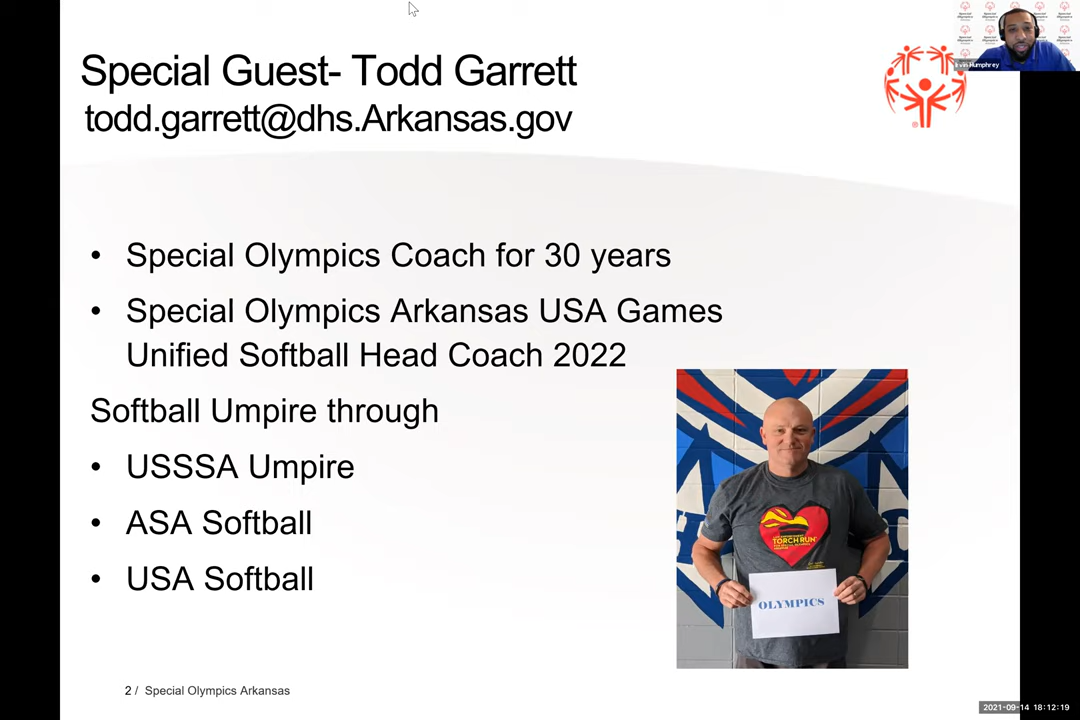 Special Guest- Todd Garrett
todd.garrett@dhs.Arkansas.gov
Irvin Humphrey
• Special Olympics Coach for 30 years
• Special Olympics Arkansas USA Games
Unified Softball Head Coach 2022
Softball Umpire through
• USSSA Umpire
• ASA Softball
• USA Softball
TORCH RUN
OLYMPICS
2 / Special Olympics Arkansas
2021-09-14 18:12:19